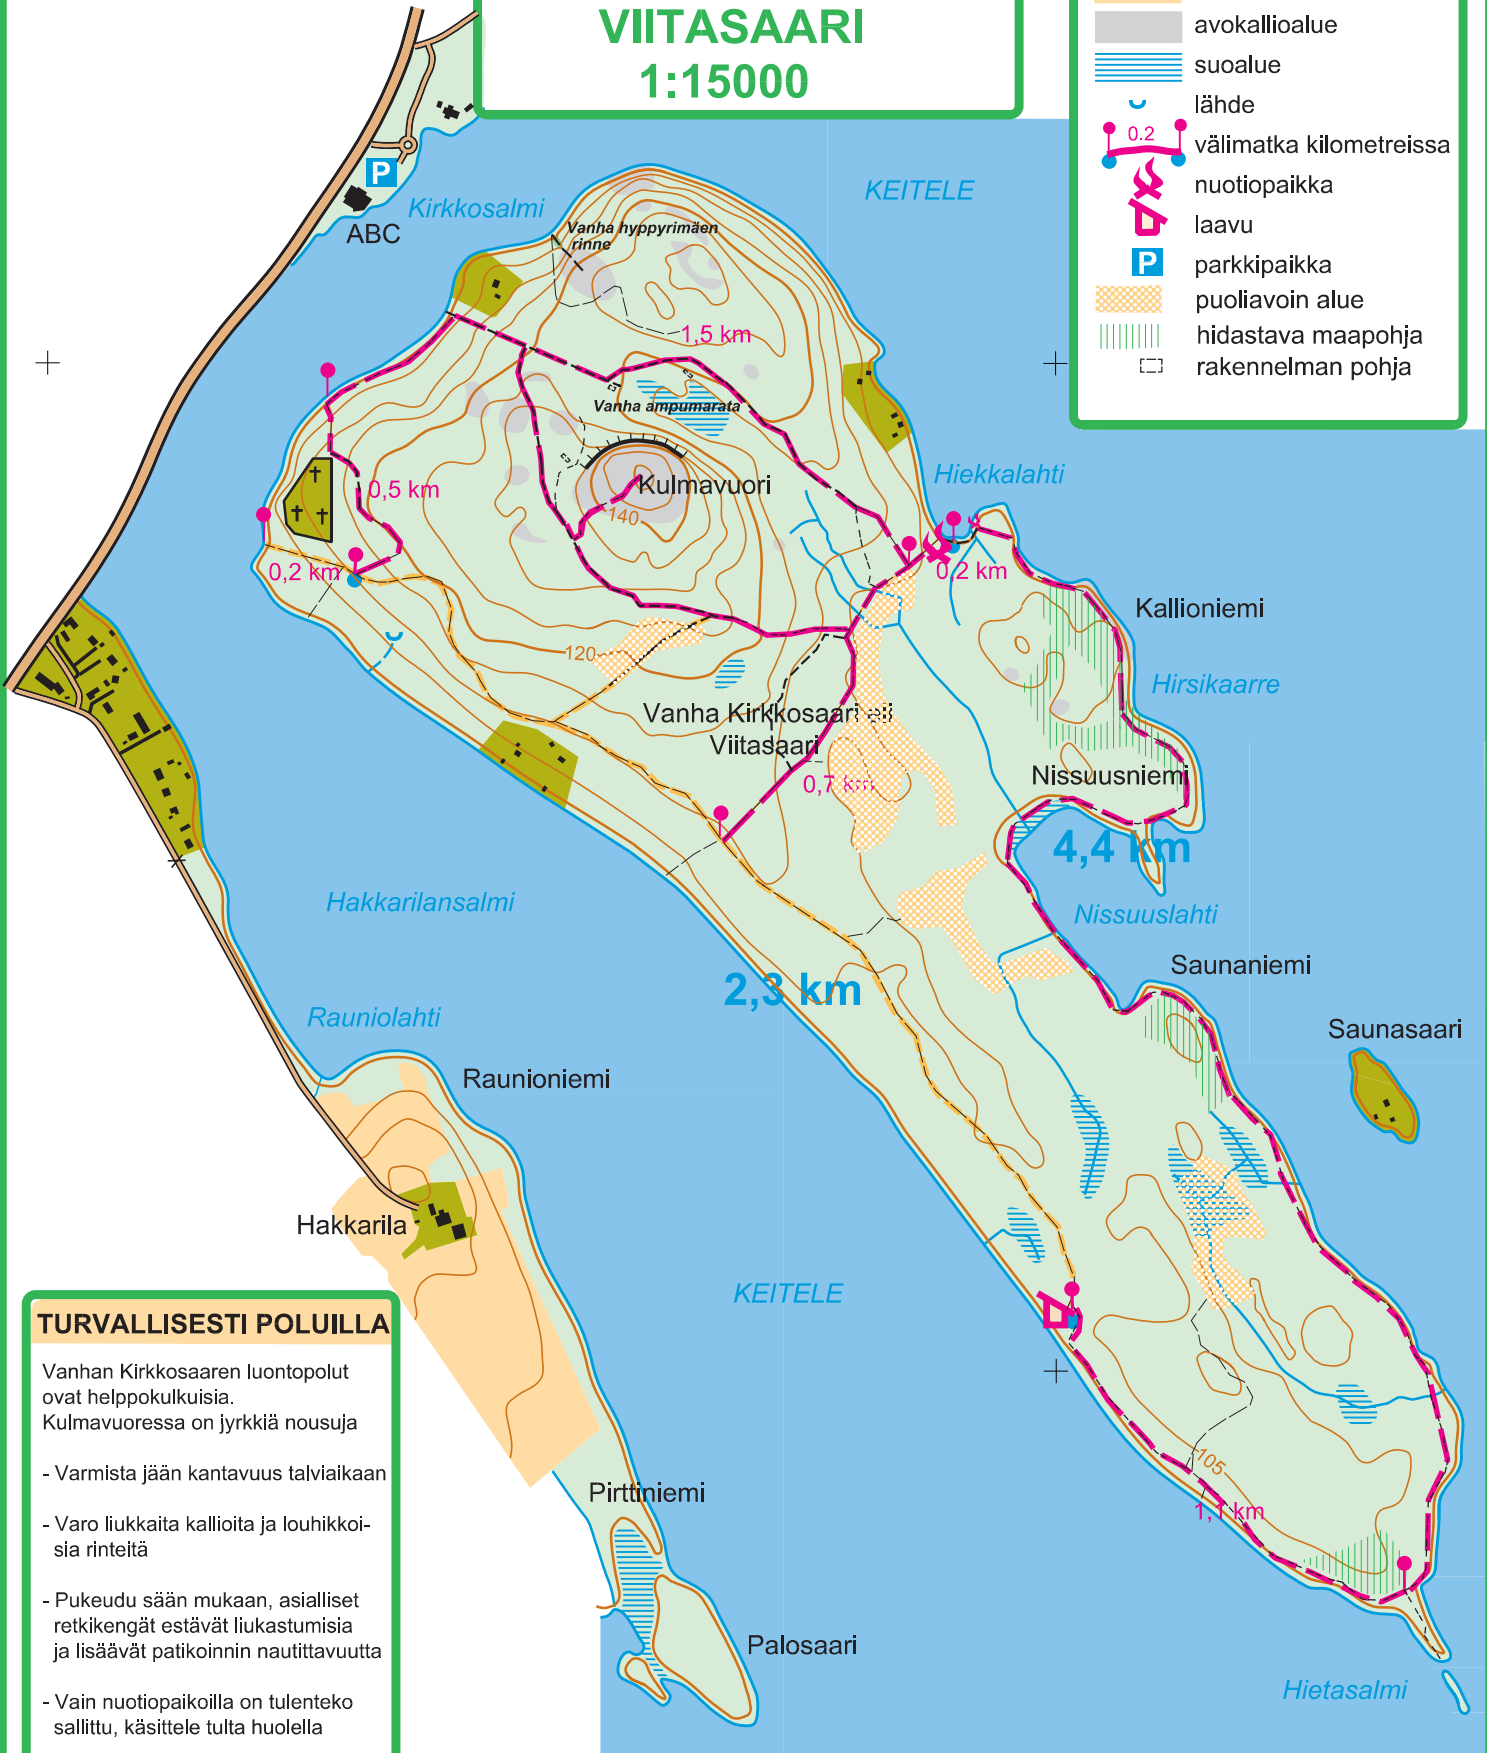 VIITASAARI
1:15000
avokallioalue
suoalue
lähde
0.2
välimatka kilometreissa
nuotiopaikka
laavu
P
parkkipaikka
puoliavoin alue
hidastava maapohja
rakennelman pohja
P
ABC
Kirkkosalmi
KEITELE
Vanha hyppyrimäen
rinne
1,5 km
Vanha ampumarata
Kulmavuori
140
Hiekkalahti
0,5 km
0,2 km
0,2 km
Kallioniemi
120
Hirsikaarre
Vanha Kirkkosaari eli
Viitasaari
0,7 km
Nissuusniemi
4,4 km
Hakkarilansalmi
Nissuuslahti
Saunaniemi
2,3 km
Rauniolahti
Saunasaari
Raunioniemi
Hakkarila
KEITELE
105
1,1 km
Pirttiniemi
Palosaari
Hietasalmi
TURVALLISESTI POLUILLA
Vanhan Kirkkosaaren luontopolut
ovat helppokulkuisia.
Kulmavuoressa on jyrkkiä nousuja
- Varmista jään kantavuus talviaikaan
- Varo liukkaita kallioita ja louhikkoi-
sia rinteitä
- Pukeudu sään mukaan, asialliset
retkikengät estävät liukastumisia
ja lisäävät patikoinnin nautittavuutta
- Vain nuotiopaikoilla on tulenteko
sallittu, käsittele tulta huolella